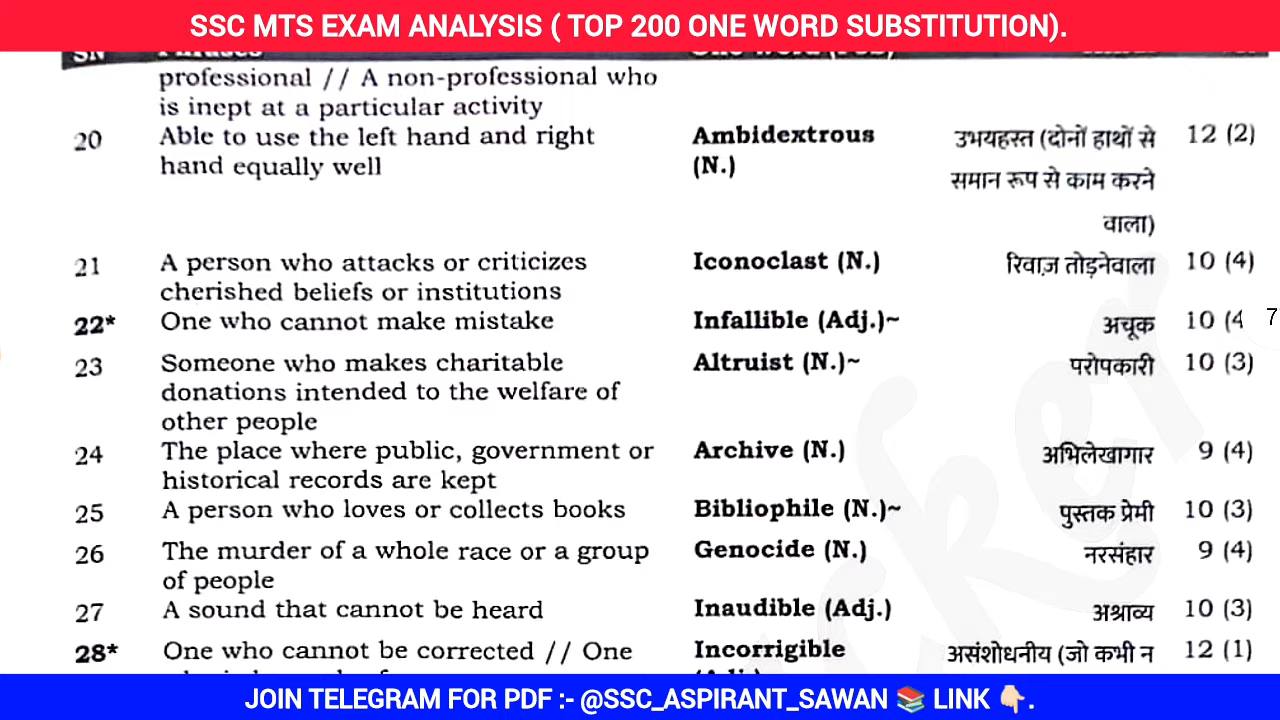 SSC MTS EXAM ANALYSIS ( TOP 200 ONE WORD SUBSTITUTION).
SN
professional // A non-professional who
is inept at a particular activity
20 Able to use the left hand and right Ambidextrous उभयहस्त (दोनों हाथों से 12 (2)
hand equally well (N.) समान रूप से काम करने
वाला)
21 A person who attacks or criticizes Iconoclast (N.) रिवाज़ तोड़नेवाला 10 (4)
cherished beliefs or institutions
22* One who cannot make mistake Infallible (Adj.)~ अचूक 10 (4 7
23 Someone who makes charitable Altruist (N.)~ परोपकारी 10 (3)
donations intended to the welfare of
other people
24 The place where public, government or Archive (N.) अभिलेखागार 9 (4)
historical records are kept
25 A person who loves or collects books Bibliophile (N.)~ पुस्तक प्रेमी 10 (3)
26 The murder of a whole race or a group Genocide (N.) नरसंहार 9 (4)
of people
27 A sound that cannot be heard Inaudible (Adj.) अश्राव्य 10 (3)
28* One who cannot be corrected // One Incorrigible असंशोधनीय (जो कभी न 12 (1)
JOIN TELEGRAM FOR PDF :- @SSC_ASPIRANT_SAWAN 📚 LINK 👇🏻.